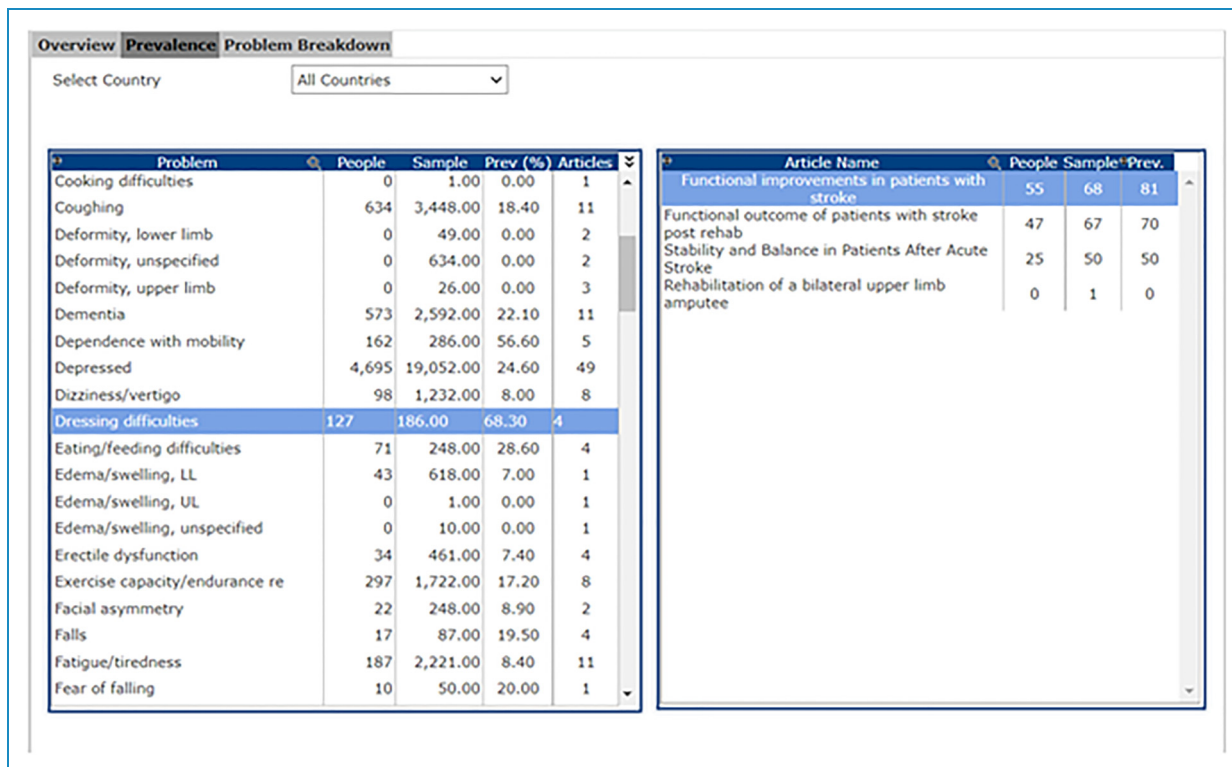 Overview Prevalence Problem Breakdown
Select Country All Countries
Problem People Sample Prev (%) Articles
Cooking difficulties 0 1.00 0.00 1
Coughing 634 3,448.00 18.40 11
Deformity, lower limb 0 49.00 0.00 2
Deformity, unspecified 0 634.00 0.00 2
Deformity, upper limb 0 26.00 0.00 3
Dementia 573 2,592.00 22.10 11
Dependence with mobility 162 286.00 56.60 5
Depressed 4,695 19,052.00 24.60 49
Dizziness/vertigo 98 1,232.00 8.00 8
Dressing difficulties 127 186.00 68.30 4
Eating/feeding difficulties 71 248.00 28.60 4
Edema/swelling, LL 43 618.00 7.00 1
Edema/swelling, UL 0 1.00 0.00 1
Edema/swelling, unspecified 0 10.00 0.00 1
Erectile dysfunction 34 461.00 7.40 4
Exercise capacity/endurance re 297 1,722.00 17.20 8
Facial asymmetry 22 248.00 8.90 2
Falls 17 87.00 19.50 4
Fatigue/tiredness 187 2,221.00 8.40 11
Fear of falling 10 50.00 20.00 1
Article Name People Sample Prev.
Functional improvements in patients with
stroke 55 68 81
Functional outcome of patients with stroke
post rehab 47 67 70
Stability and Balance in Patients After Acute
Stroke 25 50 50
Rehabilitation of a bilateral upper limb
amputee 0 1 0